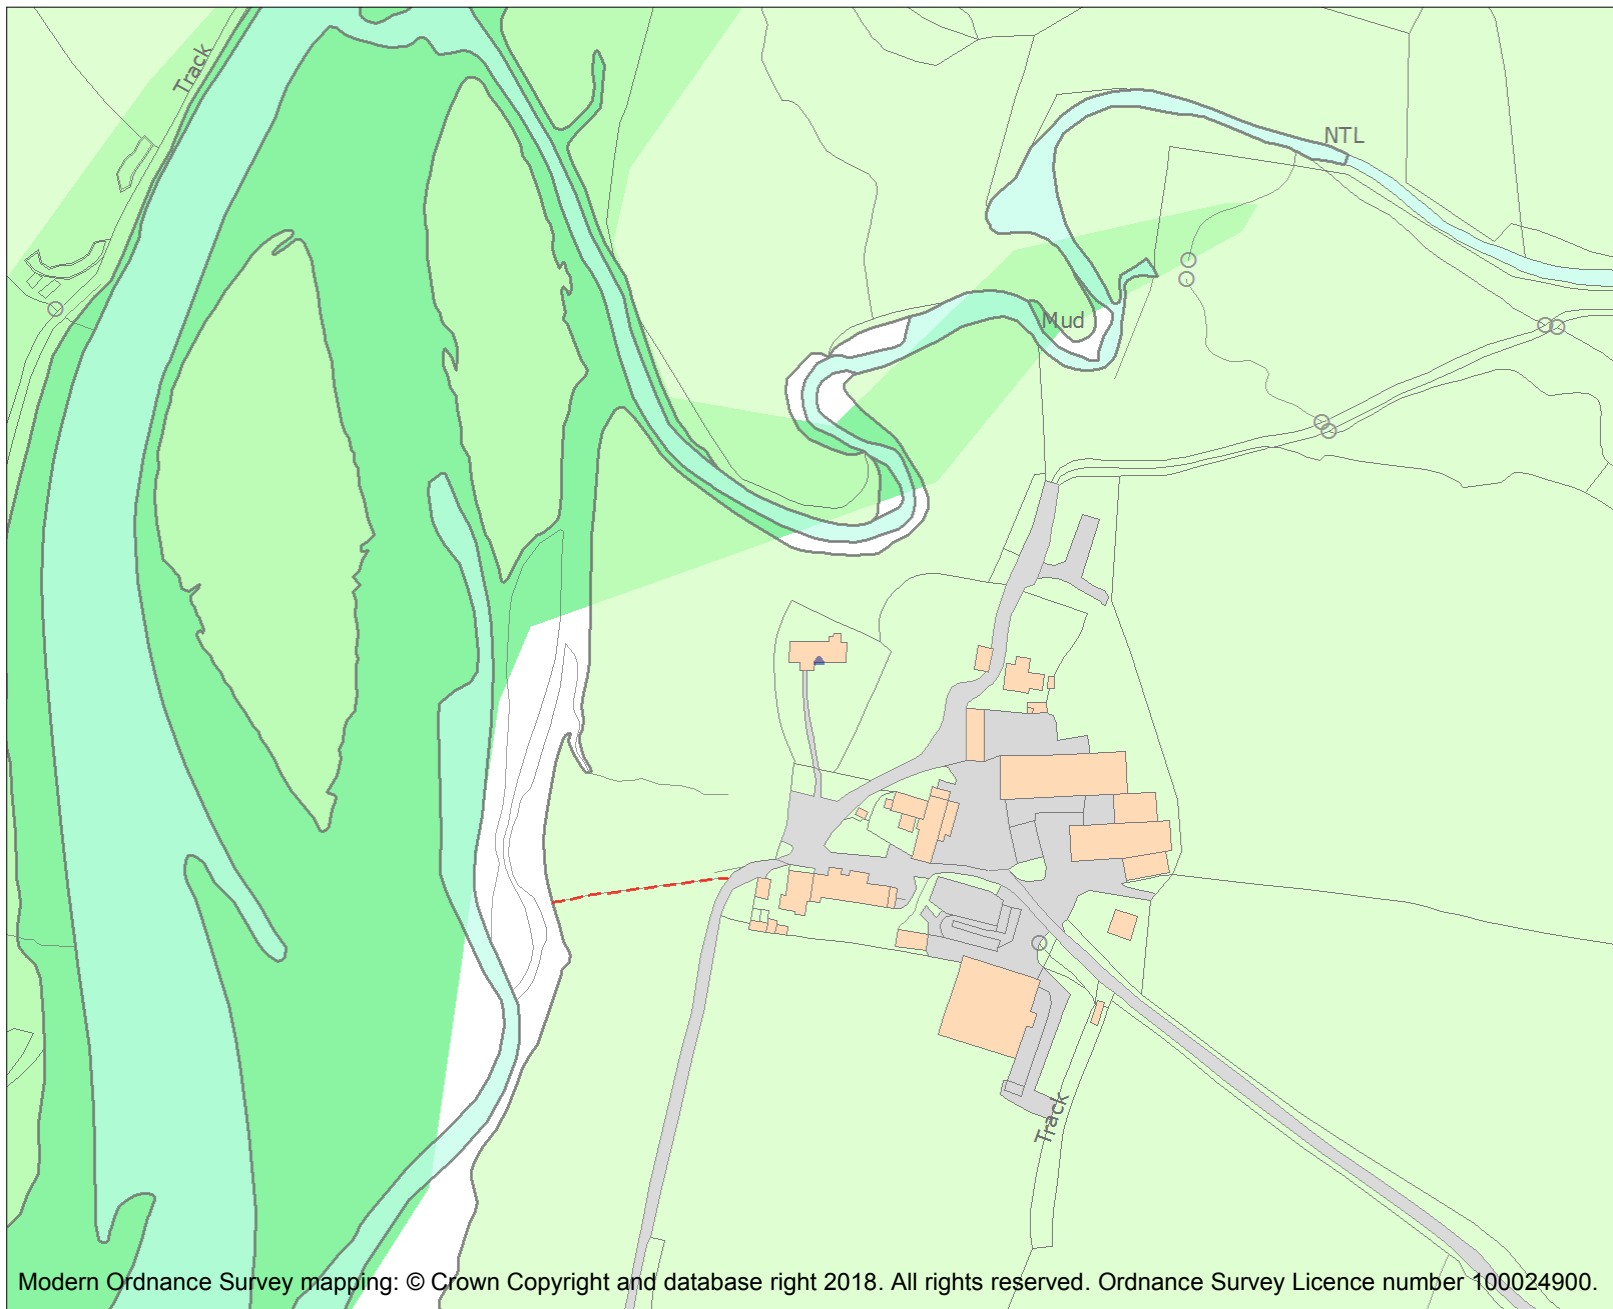 Track
NTL
Mud
Track
Modern Ordnance Survey mapping: © Crown Copyright and database right 2018. All rights reserved. Ordnance Survey Licence number 100024900.